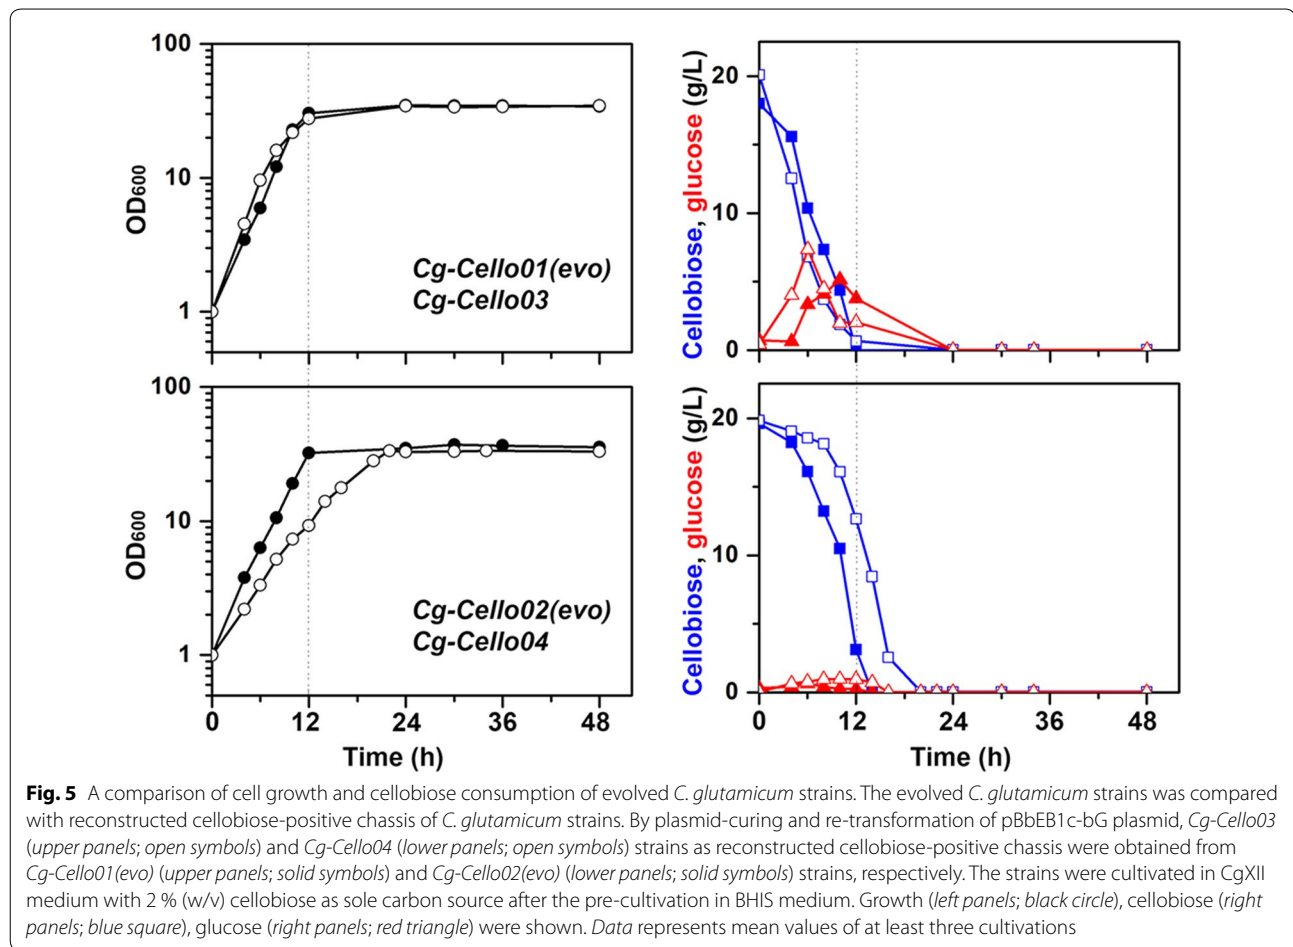 100
10
1
OD600
Cg-Cello01(evo)
Cg-Cello03
20
10
0
Cellobiose, glucose (g/L)
100
10
1
OD600
Cg-Cello02(evo)
Cg-Cello04
0 12 24 36 48
Time (h)
20
10
0
Cellobiose, glucose (g/L)
0 12 24 36 48
Time (h)
Fig. 5 A comparison of cell growth and cellobiose consumption of evolved C. glutamicum strains. The evolved C. glutamicum strains was compared
with reconstructed cellobiose-positive chassis of C. glutamicum strains. By plasmid-curing and re-transformation of pBbEB1c-bG plasmid, Cg-Cello03
(upper panels; open symbols) and Cg-Cello04 (lower panels; open symbols) strains as reconstructed cellobiose-positive chassis were obtained from
Cg-Cello01(evo) (upper panels; solid symbols) and Cg-Cello02(evo) (lower panels; solid symbols) strains, respectively. The strains were cultivated in CgXII
medium with 2 % (w/v) cellobiose as sole carbon source after the pre-cultivation in BHIS medium. Growth (left panels; black circle), cellobiose (right
panels; blue square), glucose (right panels; red triangle) were shown. Data represents mean values of at least three cultivations